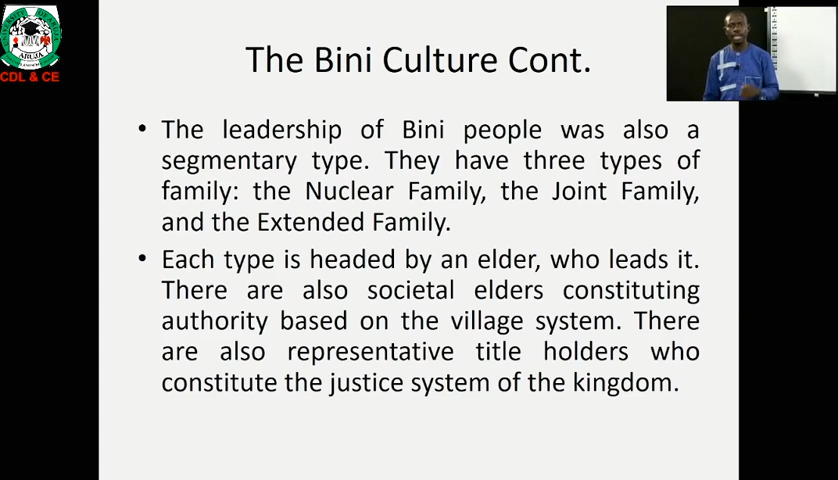 CDL & CE
The Bini Culture Cont.
• The leadership of Bini people was also a
segmentary type. They have three types of
family: the Nuclear Family, the Joint Family,
and the Extended Family.
• Each type is headed by an elder, who leads it.
There are also societal elders constituting
authority based on the village system. There
are also representative title holders who
constitute the justice system of the kingdom.